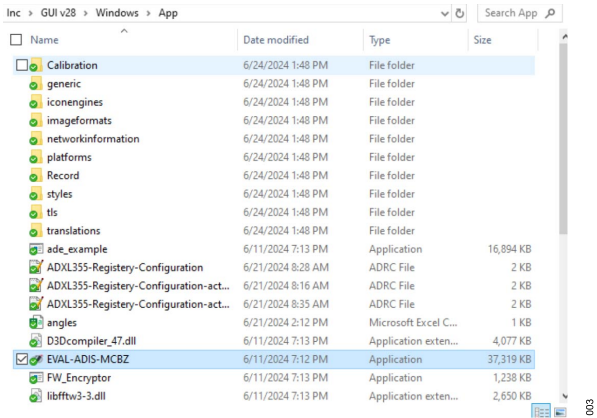 Inc > GUI v28 > Windows > App Search App
Name Date modified Type Size
Calibration 6/24/2024 1:48 PM File folder
generic 6/24/2024 1:48 PM File folder
iconengines 6/24/2024 1:48 PM File folder
imageformats 6/24/2024 1:48 PM File folder
networkinformation 6/24/2024 1:48 PM File folder
platforms 6/24/2024 1:48 PM File folder
Record 6/24/2024 1:48 PM File folder
styles 6/24/2024 1:48 PM File folder
tls 6/24/2024 1:48 PM File folder
translations 6/24/2024 1:48 PM File folder
ade_example 6/11/2024 7:13 PM Application 16,894 KB
ADXL355-Registery-Configuration 6/21/2024 8:28 AM ADRC File 2 KB
ADXL355-Registery-Configuration-act... 6/21/2024 8:16 AM ADRC File 2 KB
ADXL355-Registery-Configuration-act... 6/21/2024 8:35 AM ADRC File 2 KB
angles 6/21/2024 2:12 PM Microsoft Excel C... 1 KB
D3Dcompiler_47.dll 6/11/2024 7:13 PM Application exten... 4,077 KB
EVAL-ADIS-MCBZ 6/11/2024 7:12 PM Application 37,319 KB
FW_Encryptor 6/11/2024 7:13 PM Application 1,238 KB
libfftw3-3.dll 6/11/2024 7:13 PM Application exten... 2,650 KB
003